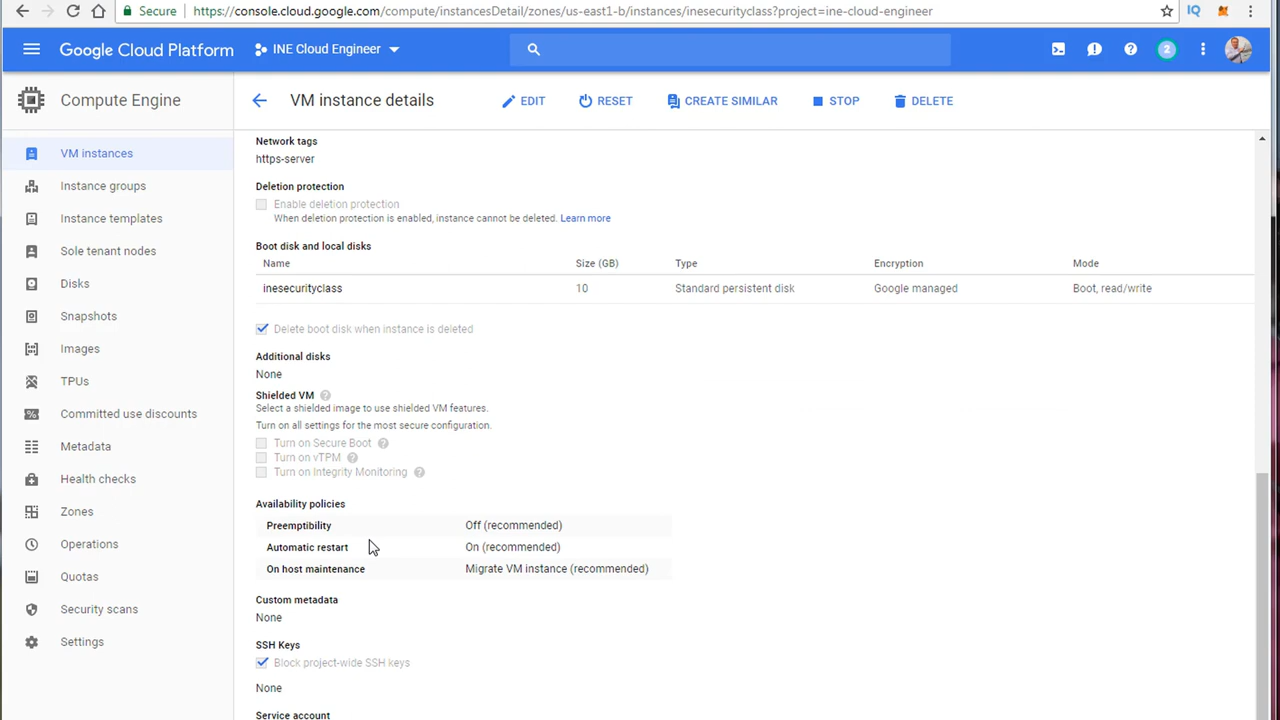 Secure https://console.cloud.google.com/compute/instancesDetail/zones/us-east1-b/instances/inesecurityclass?project=ine-cloud-engineer
IQ
Google Cloud Platform
INE Cloud Engineer
2
Compute Engine
VM instances
Instance groups
Instance templates
Sole tenant nodes
Disks
Snapshots
Images
TPUs
Committed use discounts
Metadata
Health checks
Zones
Operations
Quotas
Security scans
Settings
VM instance details
EDIT
RESET
CREATE SIMILAR
STOP
DELETE
Network tags
https-server
Deletion protection
Enable deletion protection
When deletion protection is enabled, instance cannot be deleted. Learn more
Boot disk and local disks
Name Size (GB) Type Encryption Mode
inesecurityclass 10 Standard persistent disk Google managed Boot, read/write
Delete boot disk when instance is deleted
Additional disks
None
Shielded VM ?
Select a shielded image to use shielded VM features.
Turn on all settings for the most secure configuration.
Turn on Secure Boot ?
Turn on vTPM ?
Turn on Integrity Monitoring ?
Availability policies
Preemptibility Off (recommended)
Automatic restart On (recommended)
On host maintenance Migrate VM instance (recommended)
Custom metadata
None
SSH Keys
Block project-wide SSH keys
None
Service account